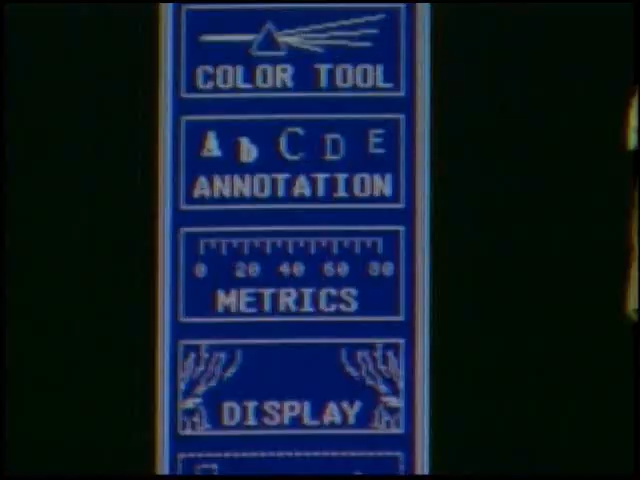 COLOR TOOL
A b C D E
ANNOTATION
0 20 40 60 80
METRICS
DISPLAY